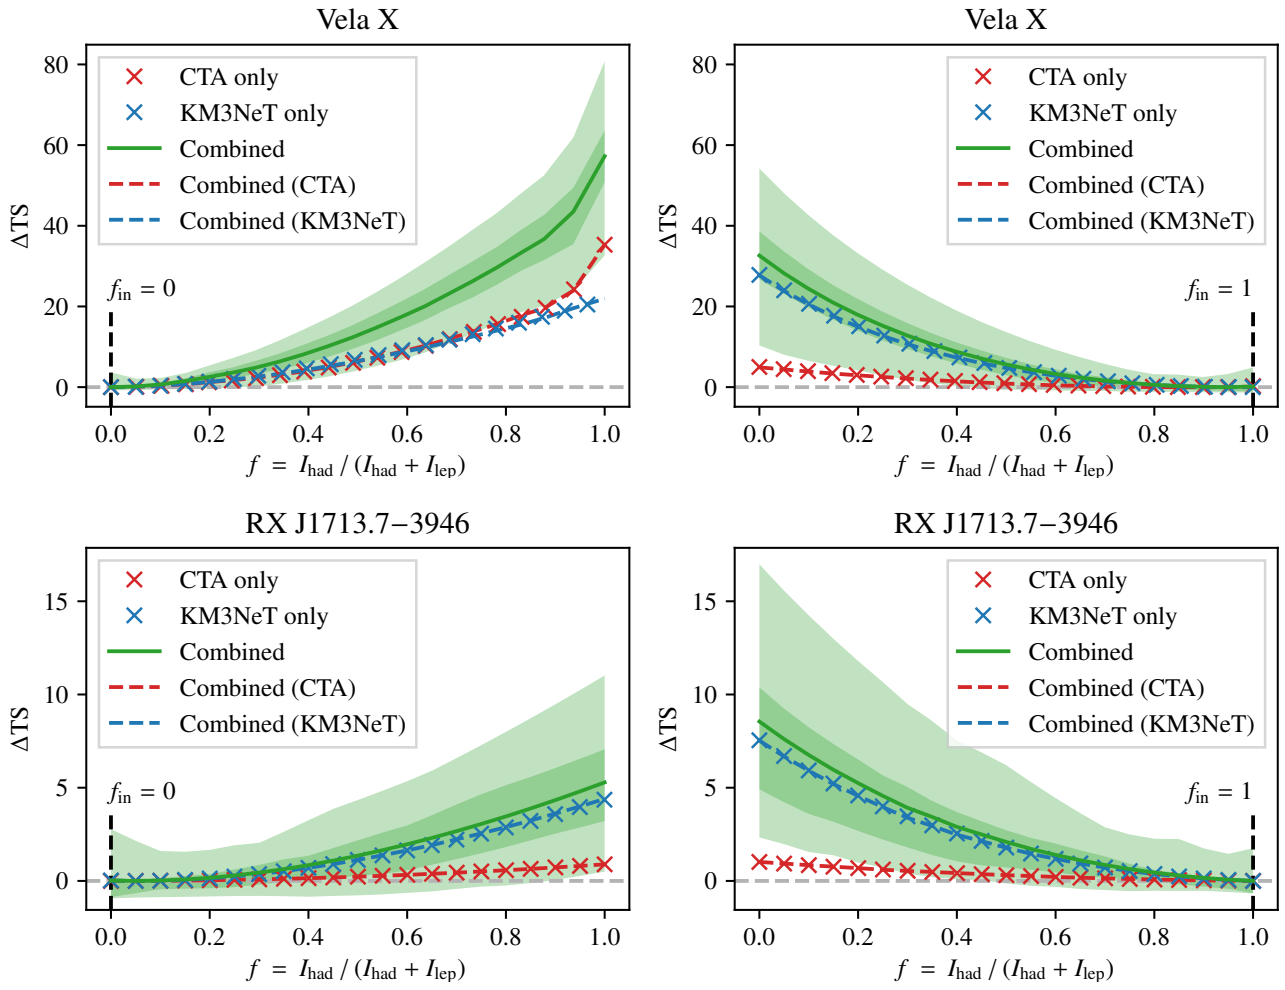 Vela X
80
60
40
20
0
ΔTS
CTA only
KM3NeT only
Combined
Combined (CTA)
Combined (KM3NeT)
f_in = 0
0.0 0.2 0.4 0.6 0.8 1.0
f = I_had / (I_had + I_lep)
Vela X
80
60
40
20
0
ΔTS
CTA only
KM3NeT only
Combined
Combined (CTA)
Combined (KM3NeT)
f_in = 1
0.0 0.2 0.4 0.6 0.8 1.0
f = I_had / (I_had + I_lep)
RX J1713.7−3946
15
10
5
0
ΔTS
CTA only
KM3NeT only
Combined
Combined (CTA)
Combined (KM3NeT)
f_in = 0
0.0 0.2 0.4 0.6 0.8 1.0
f = I_had / (I_had + I_lep)
RX J1713.7−3946
15
10
5
0
ΔTS
CTA only
KM3NeT only
Combined
Combined (CTA)
Combined (KM3NeT)
f_in = 1
0.0 0.2 0.4 0.6 0.8 1.0
f = I_had / (I_had + I_lep)